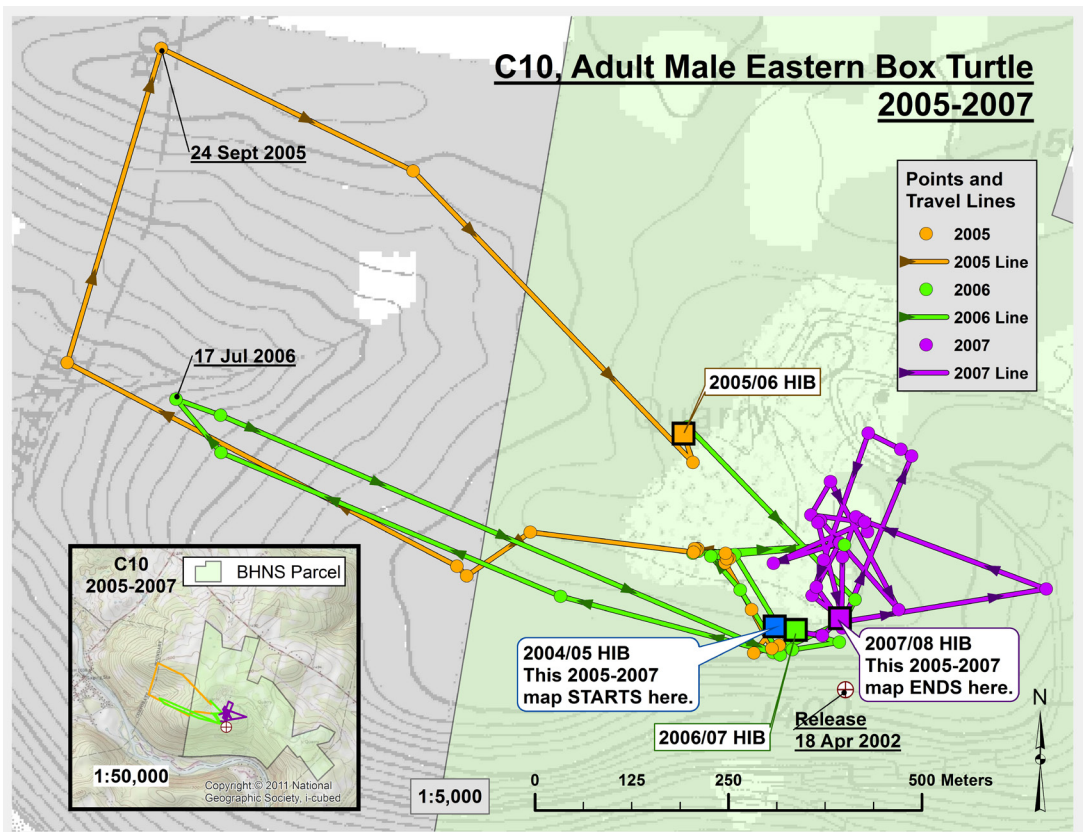 C10, Adult Male Eastern Box Turtle
2005-2007
24 Sept 2005
Points and
Travel Lines
2005
2005 Line
2006
2006 Line
2007
2007 Line
17 Jul 2006
2005/06 HIB
Quarry
C10
2005-2007
BHNS Parcel
1:50,000
Copyright:© 2011 National
Geographic Society, i-cubed
2004/05 HIB
This 2005-2007
map STARTS here.
2007/08 HIB
This 2005-2007
map ENDS here.
2006/07 HIB
Release
18 Apr 2002
N
1:5,000
0 125 250 500 Meters